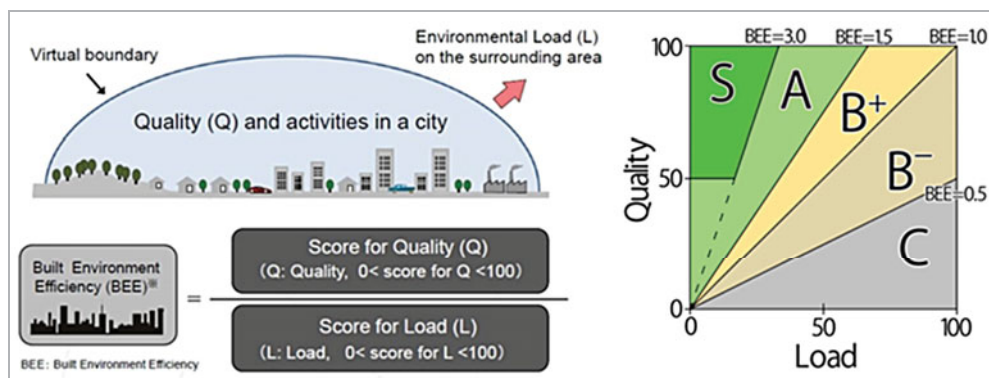 Virtual boundary
Environmental Load (L)
on the surrounding area
Quality (Q) and activities in a city
Built Environment
Efficiency (BEE)※
=
Score for Quality (Q)
(Q: Quality, 0< score for Q <100)
Score for Load (L)
(L: Load, 0< score for L <100)
BEE: Built Environment Efficiency
BEE=3.0 BEE=1.5 BEE=1.0
100
S
A
B+
B-
BEE=0.5
C
50
Quality
0
0 50 100
Load